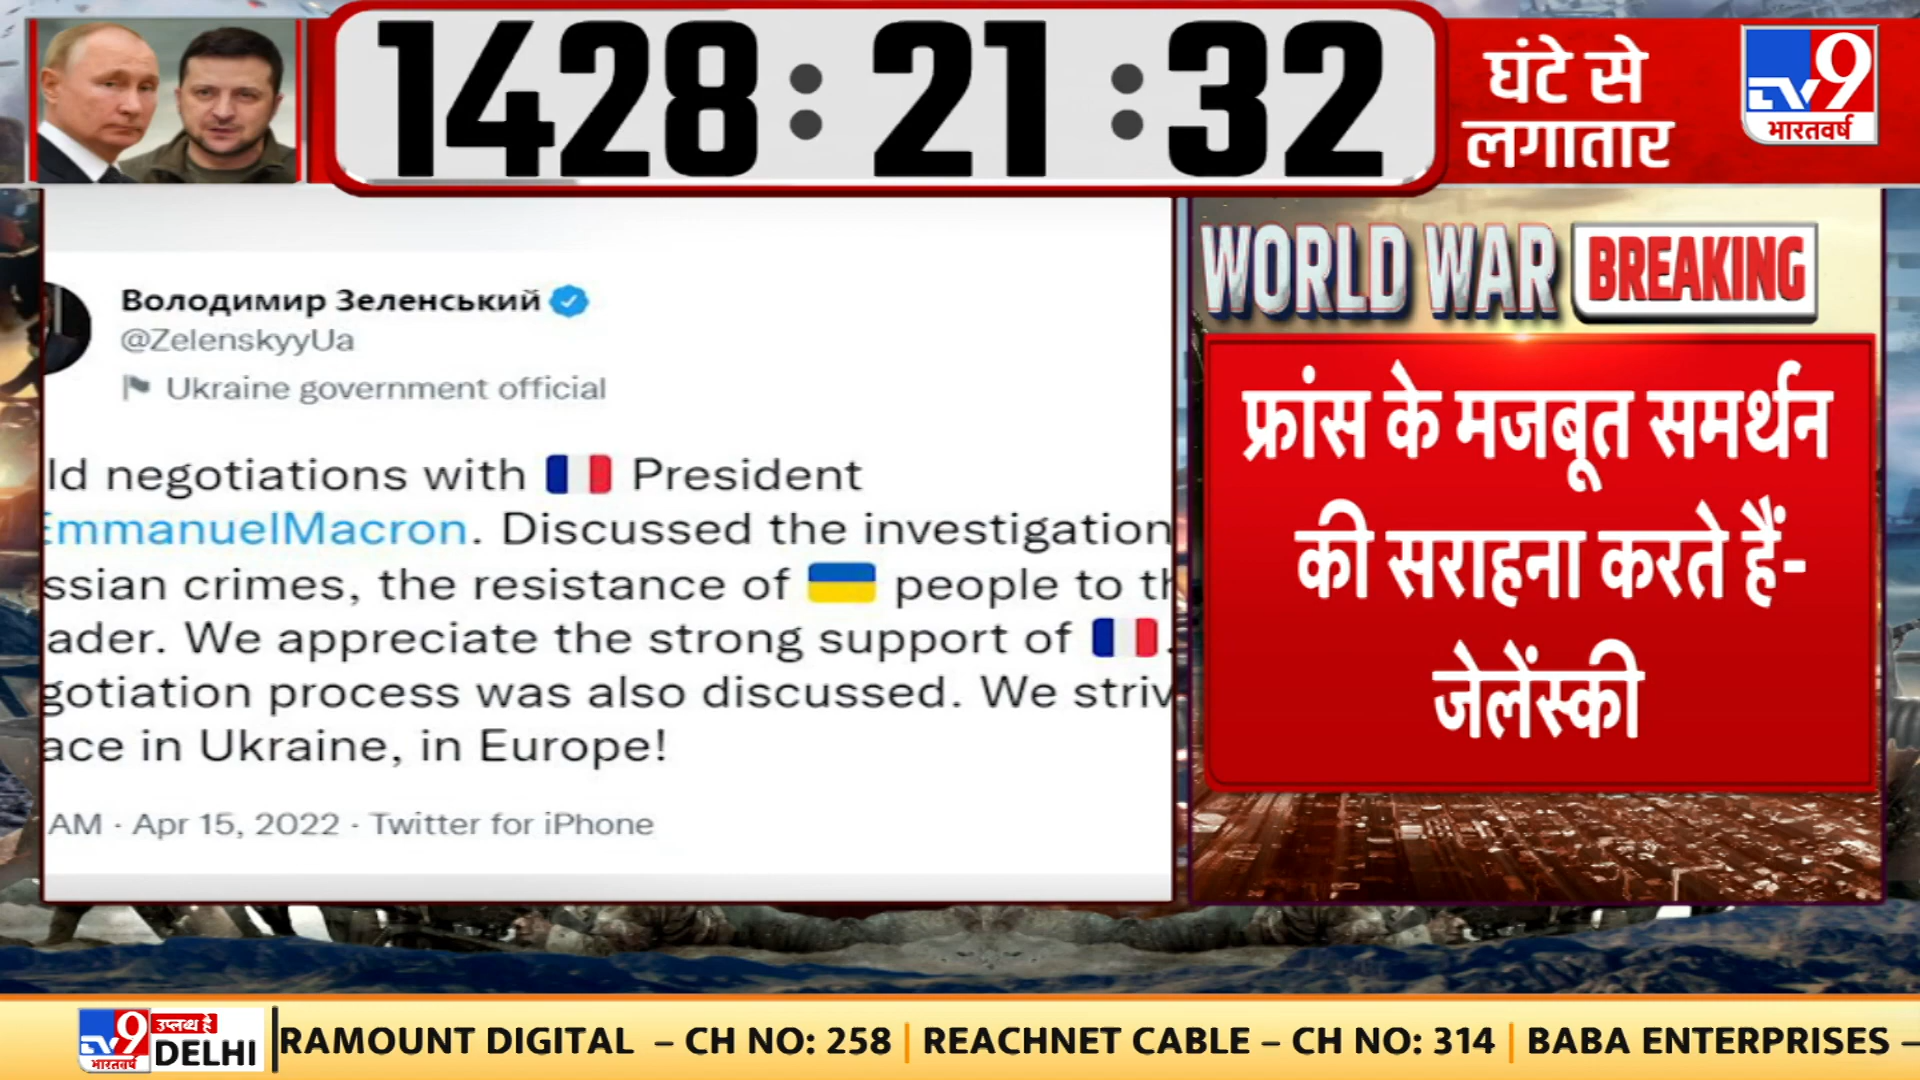 1428:21:32
घंटे से
लगातार
TV9
भारतवर्ष
Володимир Зеленський
@ZelenskyyUa
Ukraine government official
ld negotiations with 🇫🇷 President
EmmanuelMacron. Discussed the investigation
ssian crimes, the resistance of 🇺🇦 people to th
ader. We appreciate the strong support of 🇫🇷.
gotiation process was also discussed. We striv
ace in Ukraine, in Europe!
AM · Apr 15, 2022 · Twitter for iPhone
WORLD WAR BREAKING
फ्रांस के मजबूत समर्थन
की सराहना करते हैं-
जेलेंस्की
TV9
भारतवर्ष
उप्लब्ध है
DELHI
RAMOUNT DIGITAL – CH NO: 258 | REACHNET CABLE – CH NO: 314 | BABA ENTERPRISES –